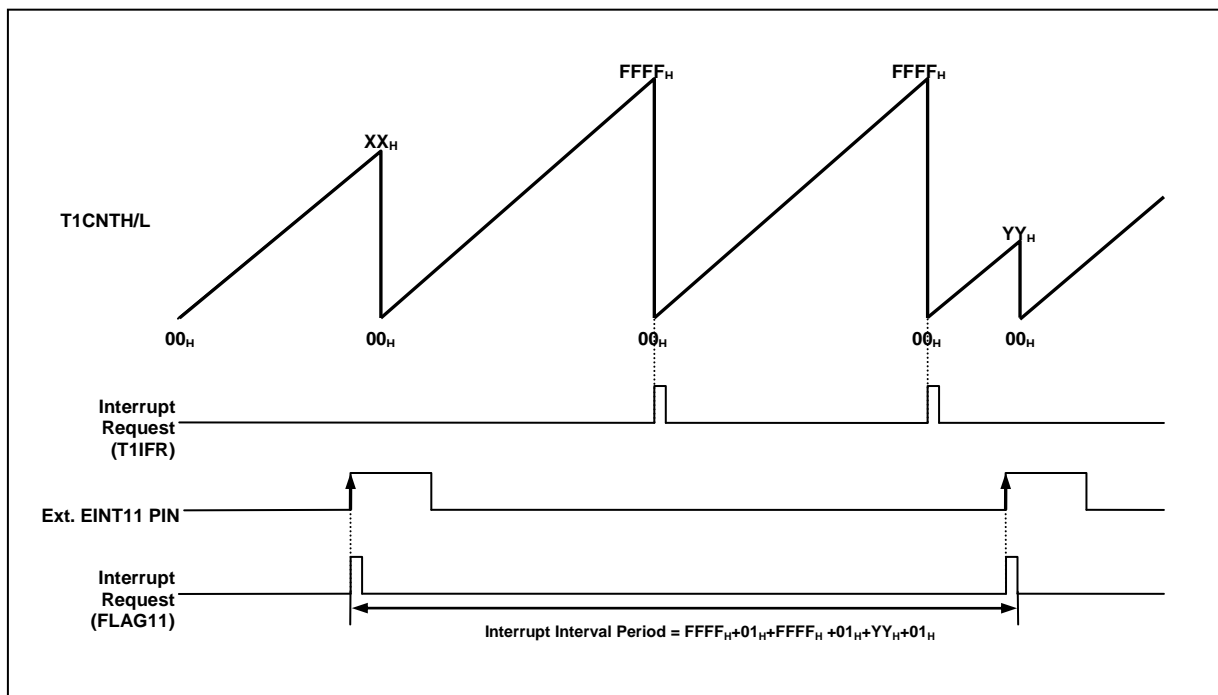 FFFFH FFFFH
XXH
T1CNTH/L
YYH
00H 00H 00H 00H 00H
Interrupt
Request
(T1IFR)
Ext. EINT11 PIN
Interrupt
Request
(FLAG11)
Interrupt Interval Period = FFFFH+01H+FFFFH +01H+YYH+01H